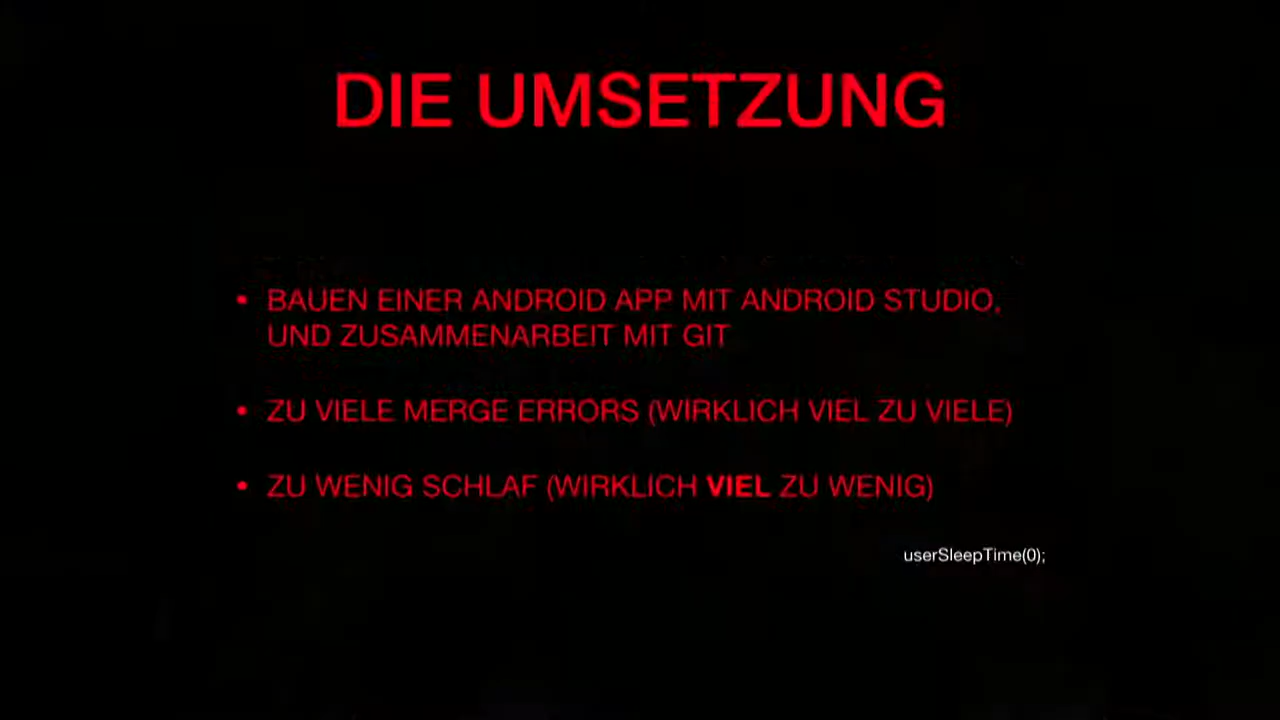 DIE UMSETZUNG
• BAUEN EINER ANDROID APP MIT ANDROID STUDIO,
UND ZUSAMMENARBEIT MIT GIT
• ZU VIELE MERGE ERRORS (WIRKLICH VIEL ZU VIELE)
• ZU WENIG SCHLAF (WIRKLICH VIEL ZU WENIG)
userSleepTime(0);